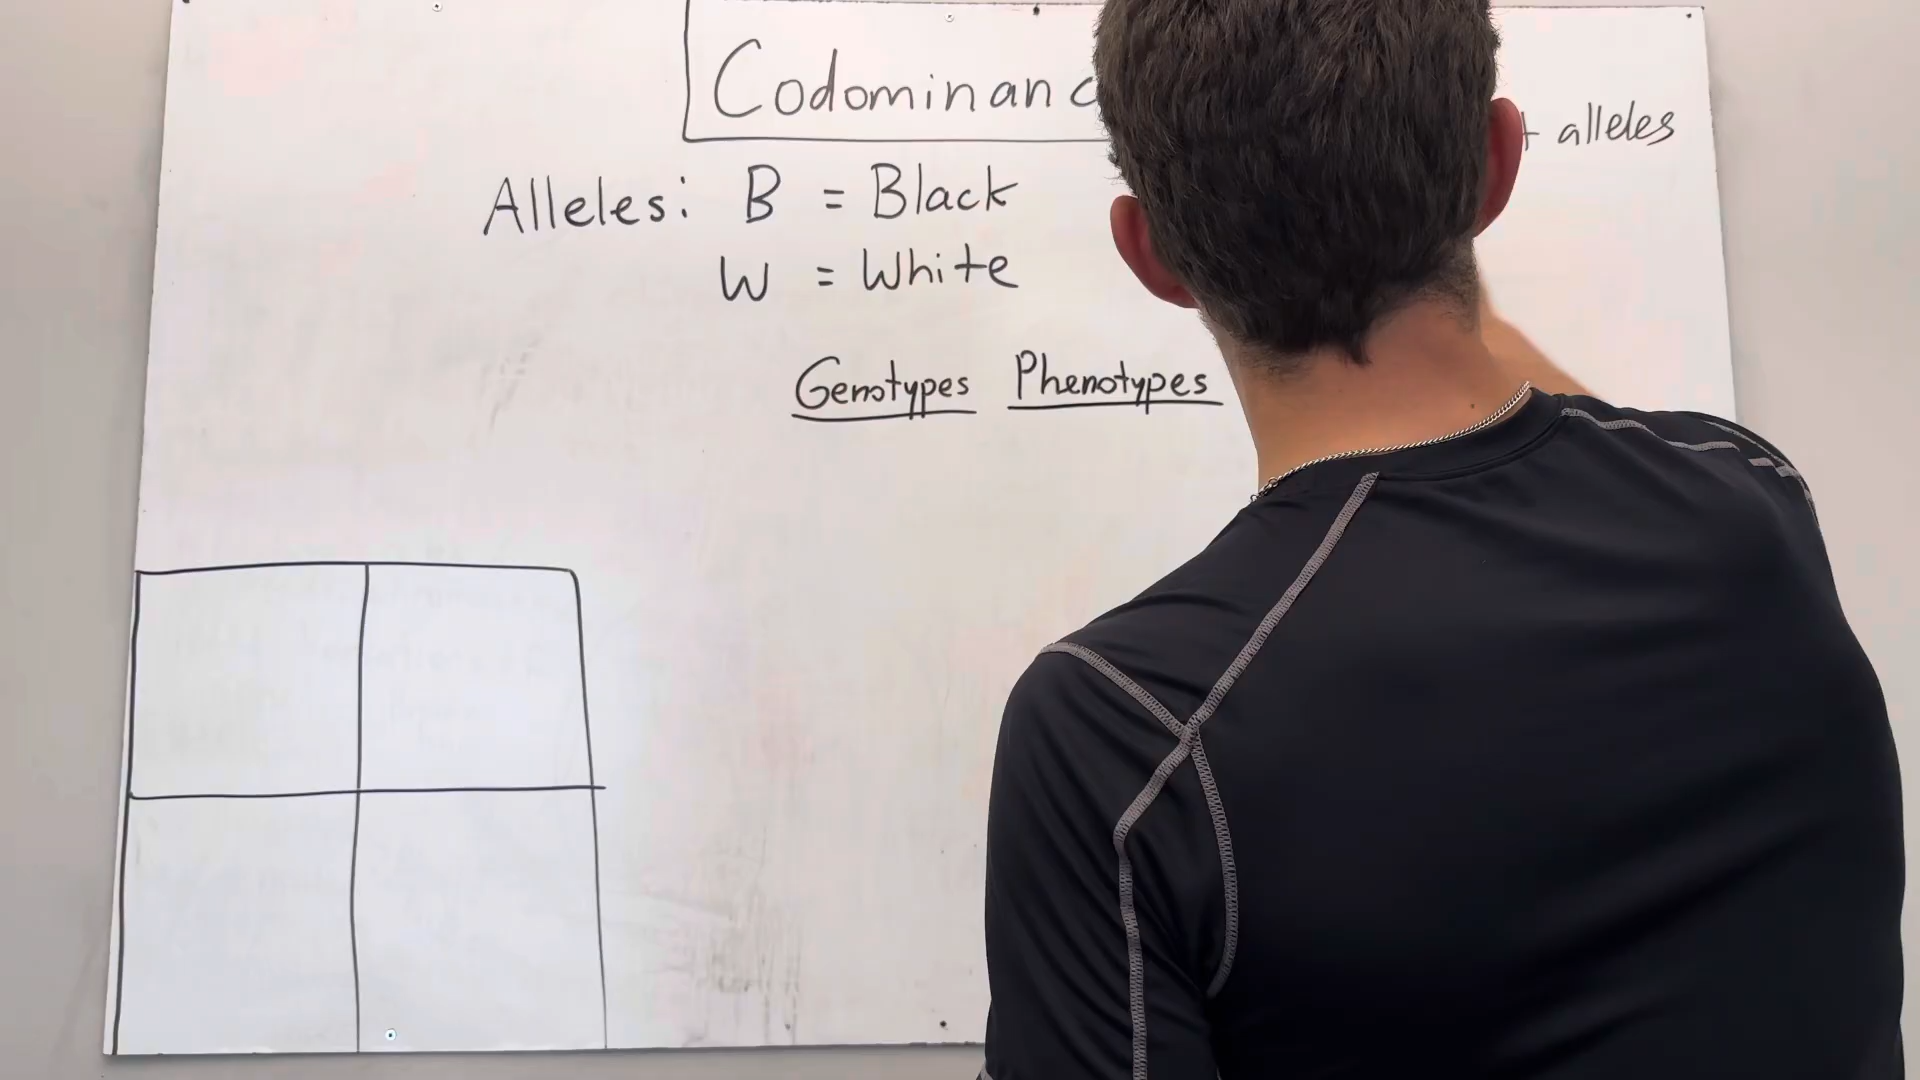 Codominanc
alleles
Alleles: B = Black
W = White
Genotypes Phenotypes